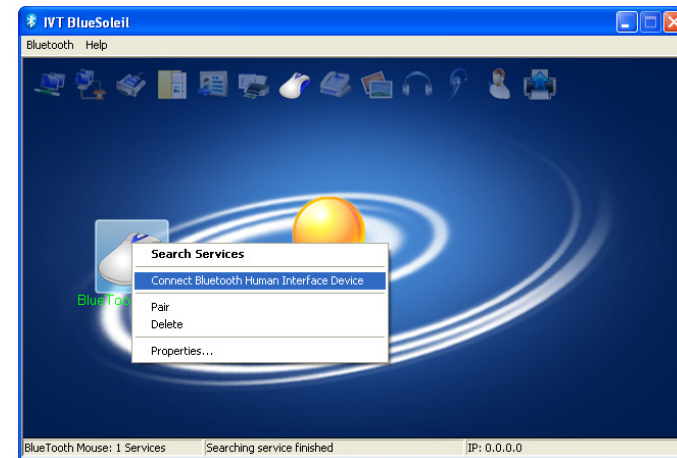 IVT BlueSoleil
Bluetooth Help
Search Services
Connect Bluetooth Human Interface Device
BlueToo
Pair
Delete
Properties...
BlueTooth Mouse: 1 Services Searching service finished IP: 0.0.0.0